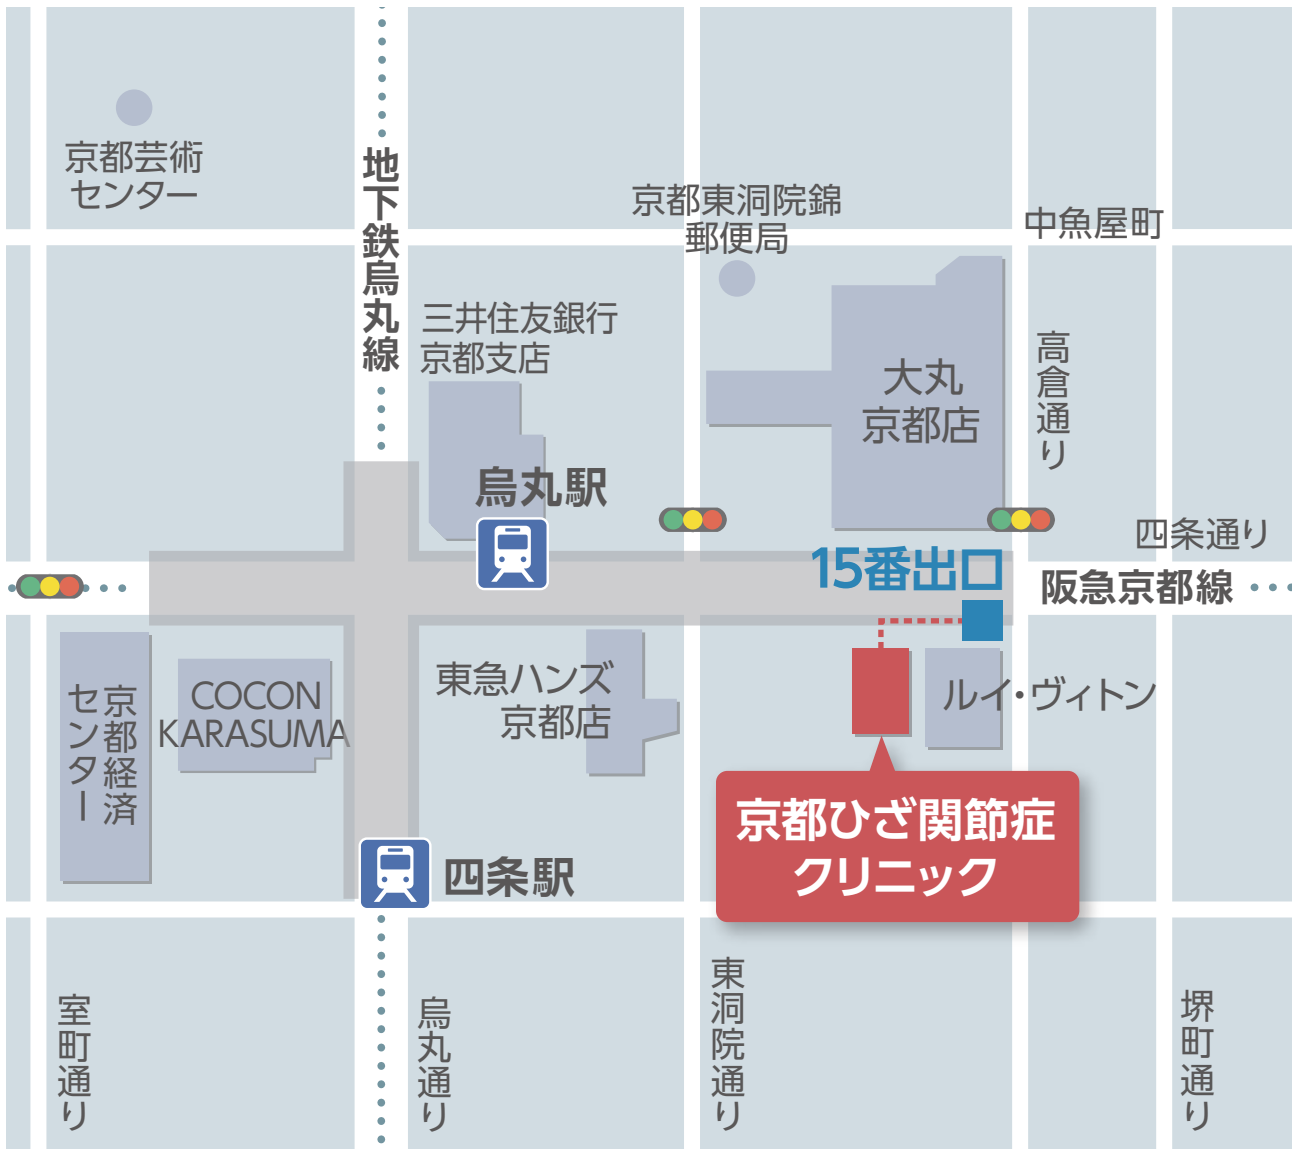 京都芸術
センター
地下鉄烏丸線
京都東洞院錦
郵便局
中魚屋町
三井住友銀行
京都支店
大丸
京都店
高倉通り
烏丸駅
四条通り
15番出口
阪急京都線
京都経済
センター
COCON
KARASUMA
東急ハンズ
京都店
ルイ・ヴィトン
京都ひざ関節症
クリニック
四条駅
室町通り
烏丸通り
東洞院通り
堺町通り